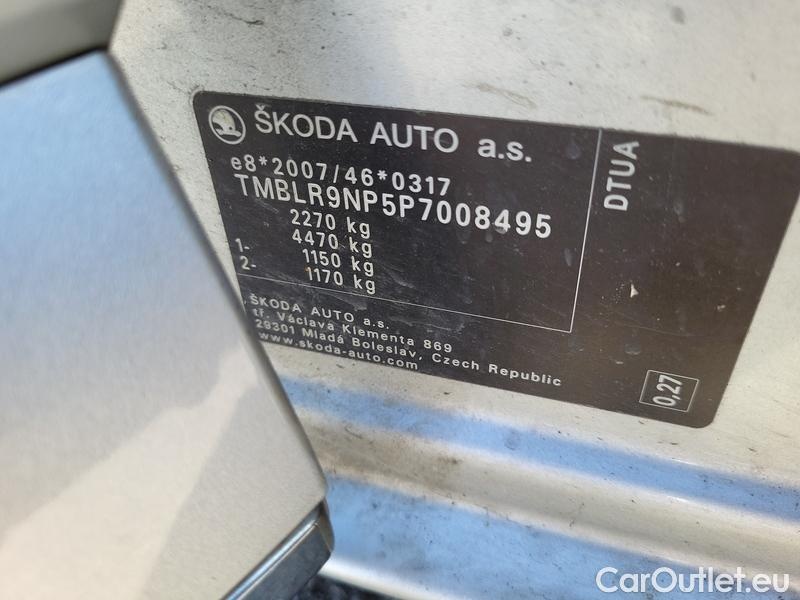 ŠKODA AUTO a.s.
e8*2007/46*0317
TMBLR9NP5P7008495
2270 kg
4470 kg
1- 1150 kg
2- 1170 kg
DTUA
ŠKODA AUTO a.s.
tř. Václava Klementa 869
29301 Mladá Boleslav, Czech Republic
www.skoda-auto.com
0,27
CarOutlet.eu